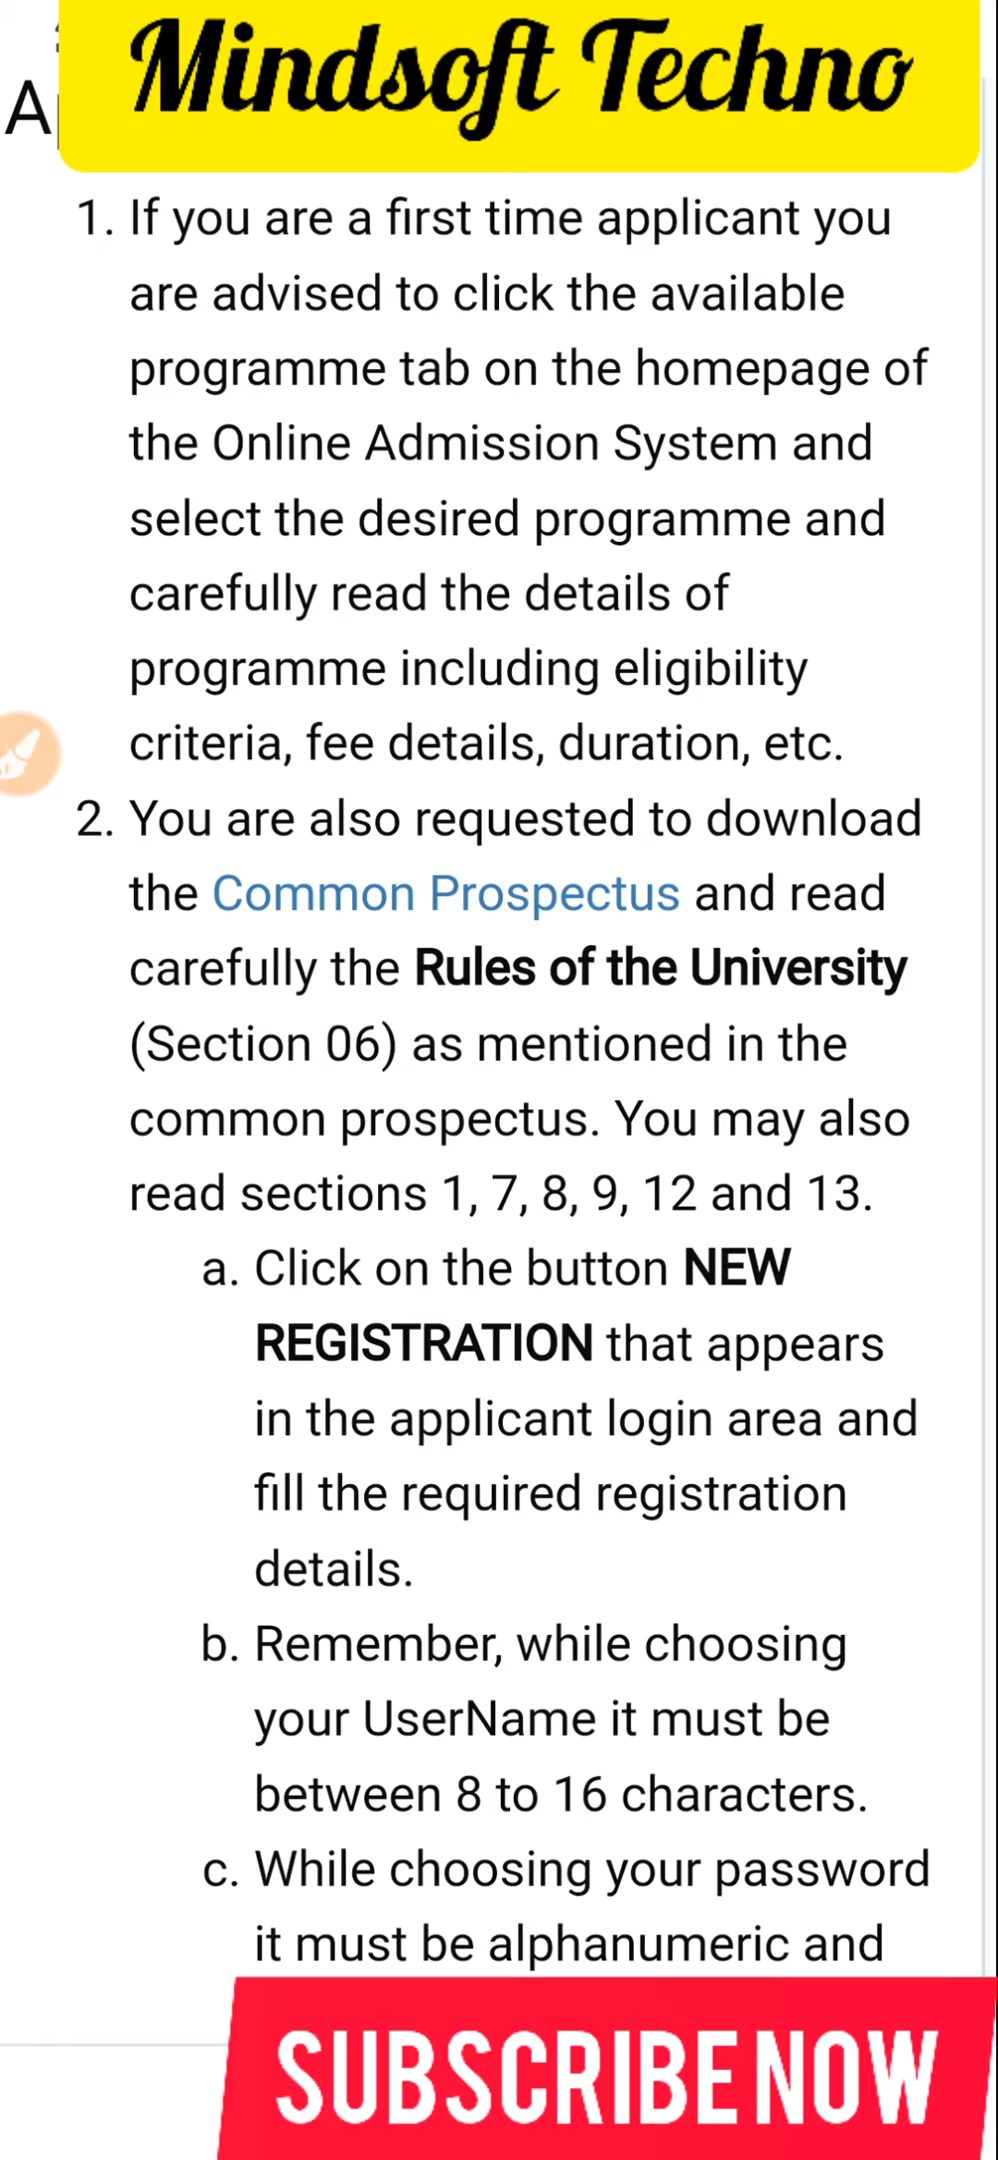 Mindsoft Techno
A
1. If you are a first time applicant you
are advised to click the available
programme tab on the homepage of
the Online Admission System and
select the desired programme and
carefully read the details of
programme including eligibility
criteria, fee details, duration, etc.
2. You are also requested to download
the Common Prospectus and read
carefully the Rules of the University
(Section 06) as mentioned in the
common prospectus. You may also
read sections 1, 7, 8, 9, 12 and 13.
a. Click on the button NEW
REGISTRATION that appears
in the applicant login area and
fill the required registration
details.
b. Remember, while choosing
your UserName it must be
between 8 to 16 characters.
c. While choosing your password
it must be alphanumeric and
SUBSCRIBE NOW